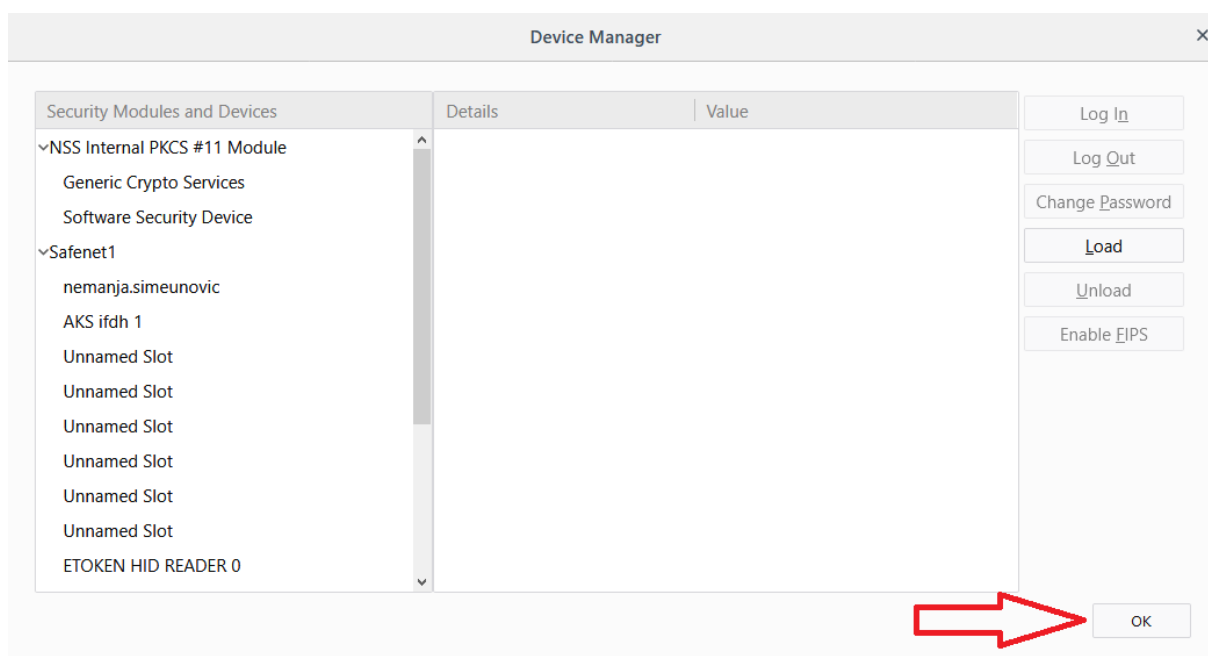 Device Manager
Security Modules and Devices
Details
Value
NSS Internal PKCS #11 Module
Generic Crypto Services
Software Security Device
Safenet1
nemanja.simeunovic
AKS ifdh 1
Unnamed Slot
Unnamed Slot
Unnamed Slot
Unnamed Slot
Unnamed Slot
Unnamed Slot
ETOKEN HID READER 0
Log In
Log Out
Change Password
Load
Unload
Enable FIPS
OK